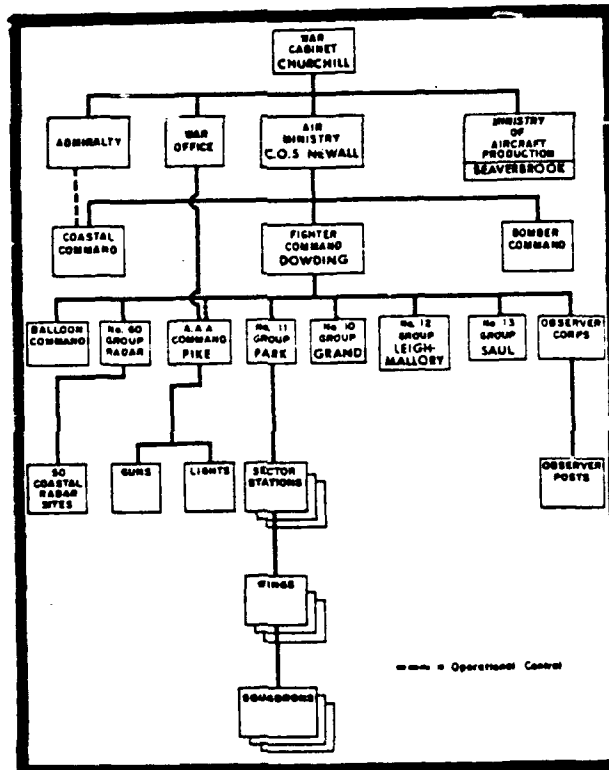 WAR
CABINET
CHURCHILL
ADMIRALTY
WAR
OFFICE
AIR
MINISTRY
C.O.S NEWALL
MINISTRY
OF
AIRCRAFT
PRODUCTION
BEAVERBROOK
COASTAL
COMMAND
FIGHTER
COMMAND
DOWDING
BOMBER
COMMAND
BALLOON
COMMAND
No. 60
GROUP
RADAR
A.A.A
COMMAND
PIKE
No. 11
GROUP
PARK
No. 10
GROUP
GRAND
No. 12
GROUP
LEIGH-
MALLORY
No 13
GROUP
SAUL
OBSERVER
CORPS
50
COASTAL
RADAR
SITES
GUNS
LIGHTS
SECTOR
STATIONS
OBSERVER
POSTS
WINGS
= Operational Control
SQUADRONS